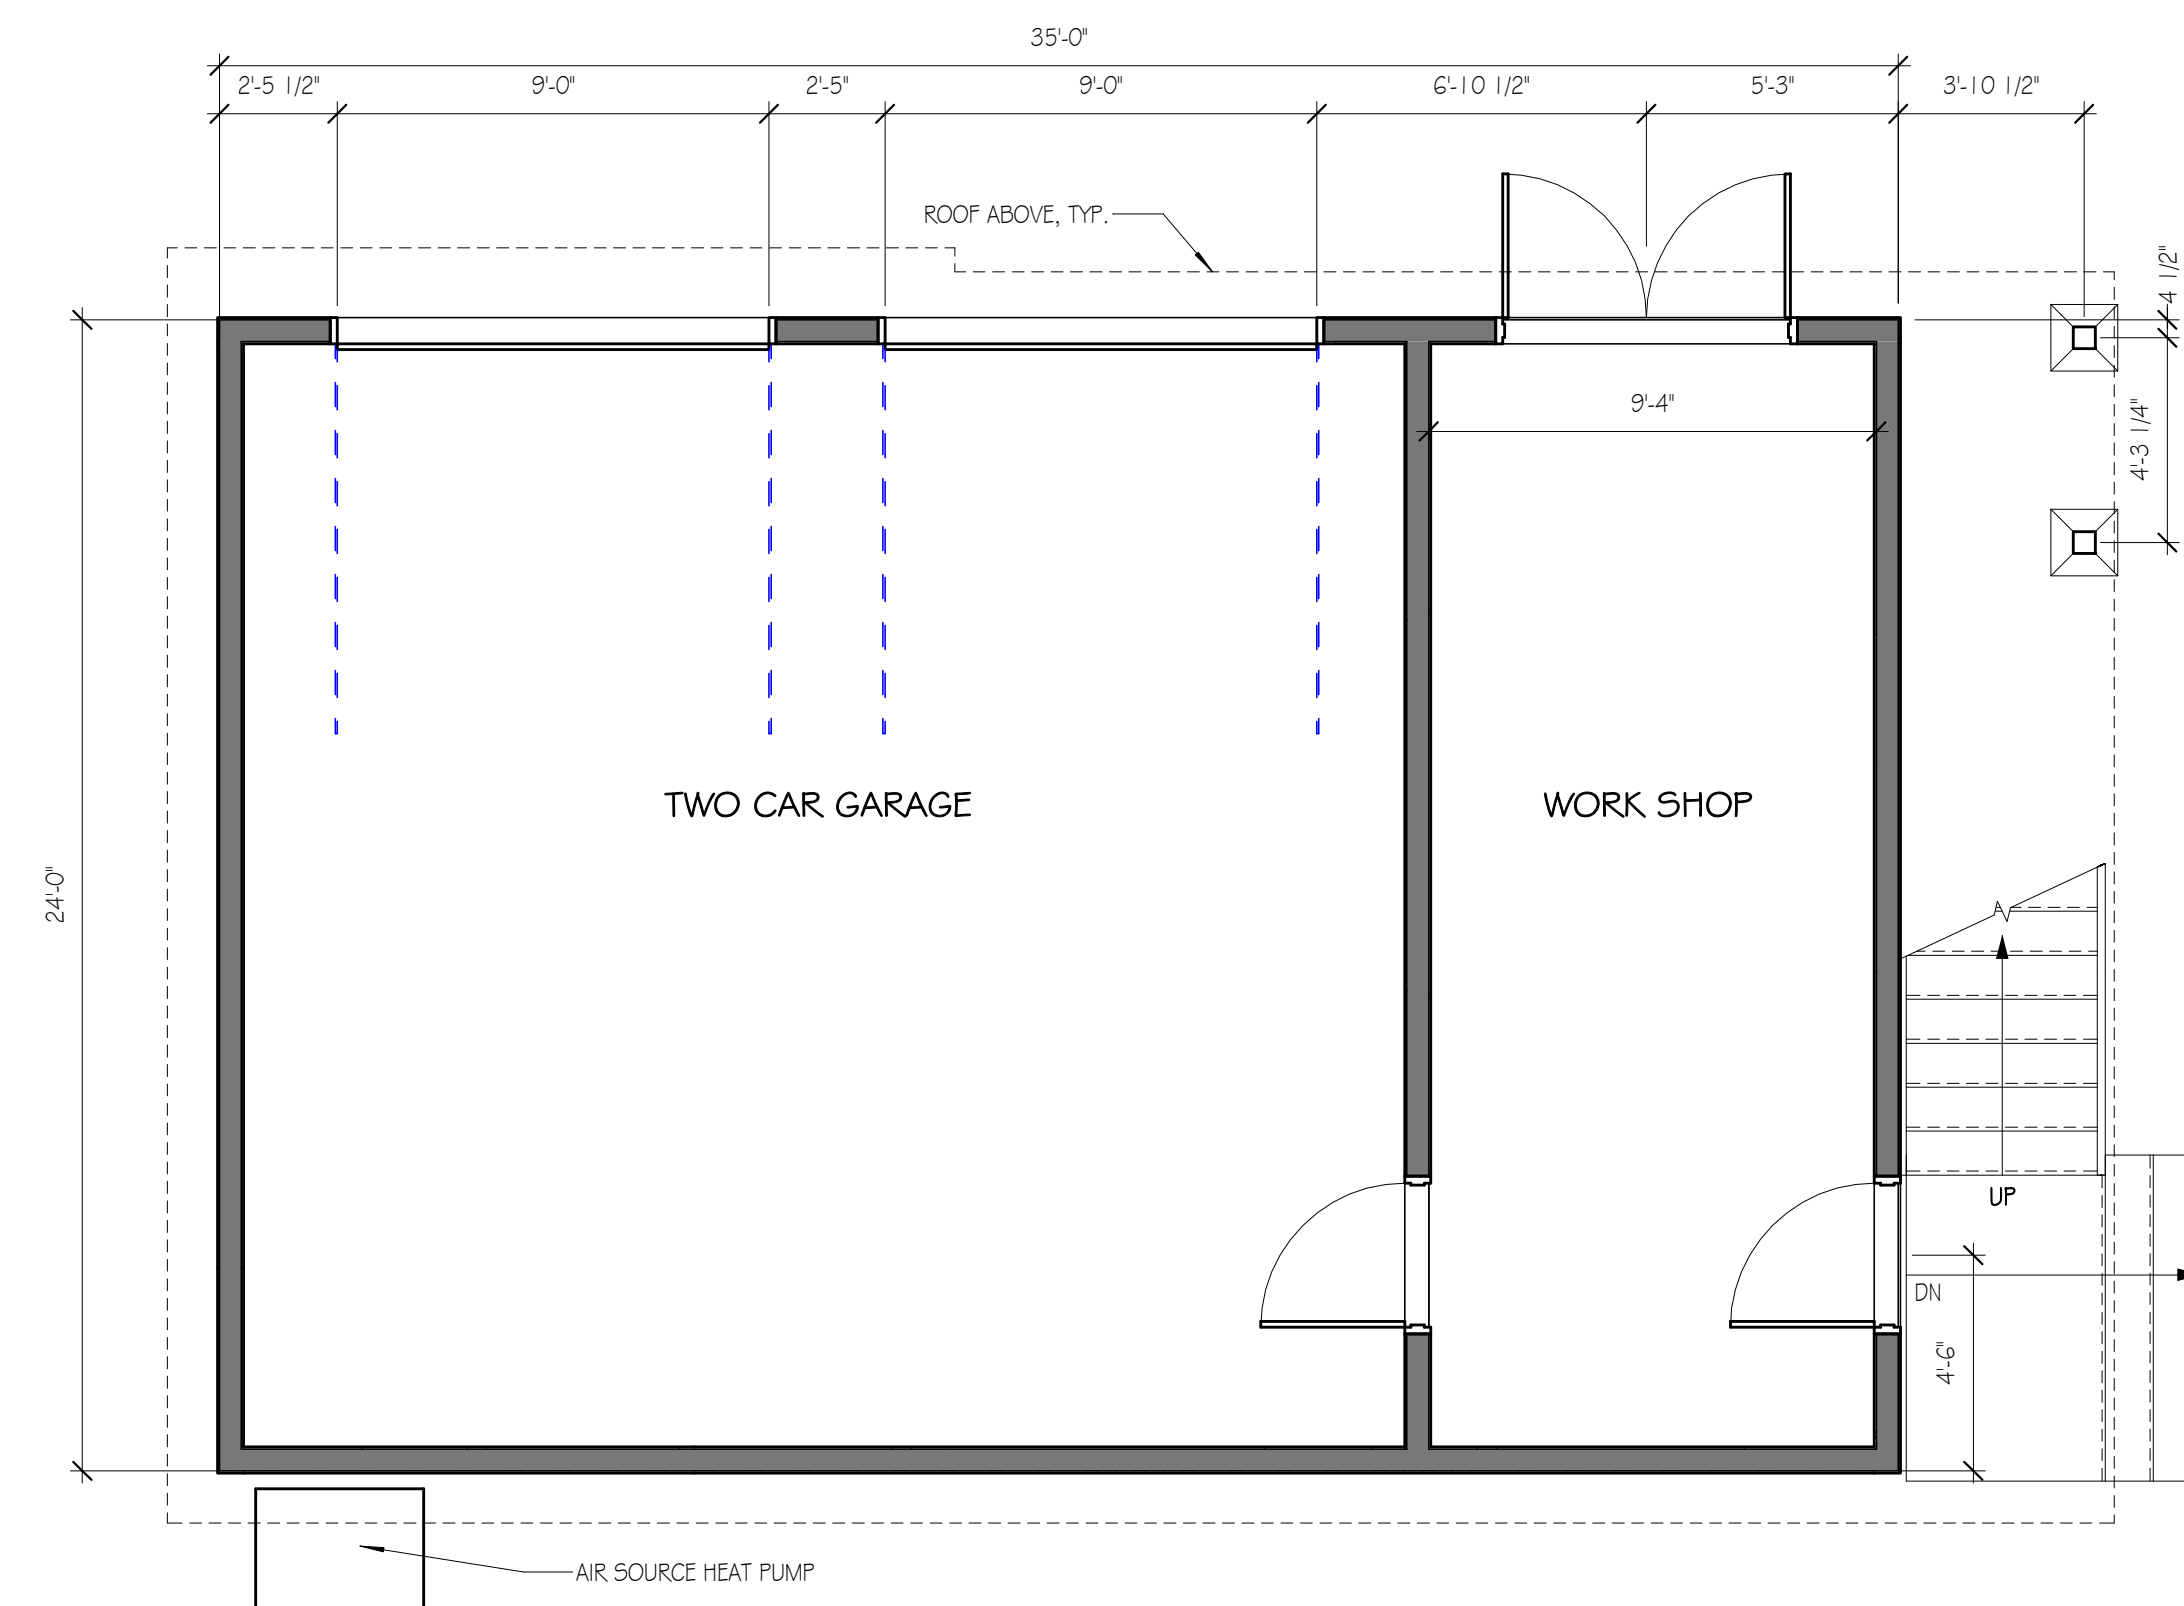 35'-0"
2'-5 1/2" 9'-0" 2'-5" 9'-0" 6'-10 1/2" 5'-3" 3'-10 1/2"
ROOF ABOVE, TYP.
4 1/2"
9'-4"
4'-3 1/4"
TWO CAR GARAGE
WORK SHOP
24'-0"
UP
DN
4'-6"
AIR SOURCE HEAT PUMP